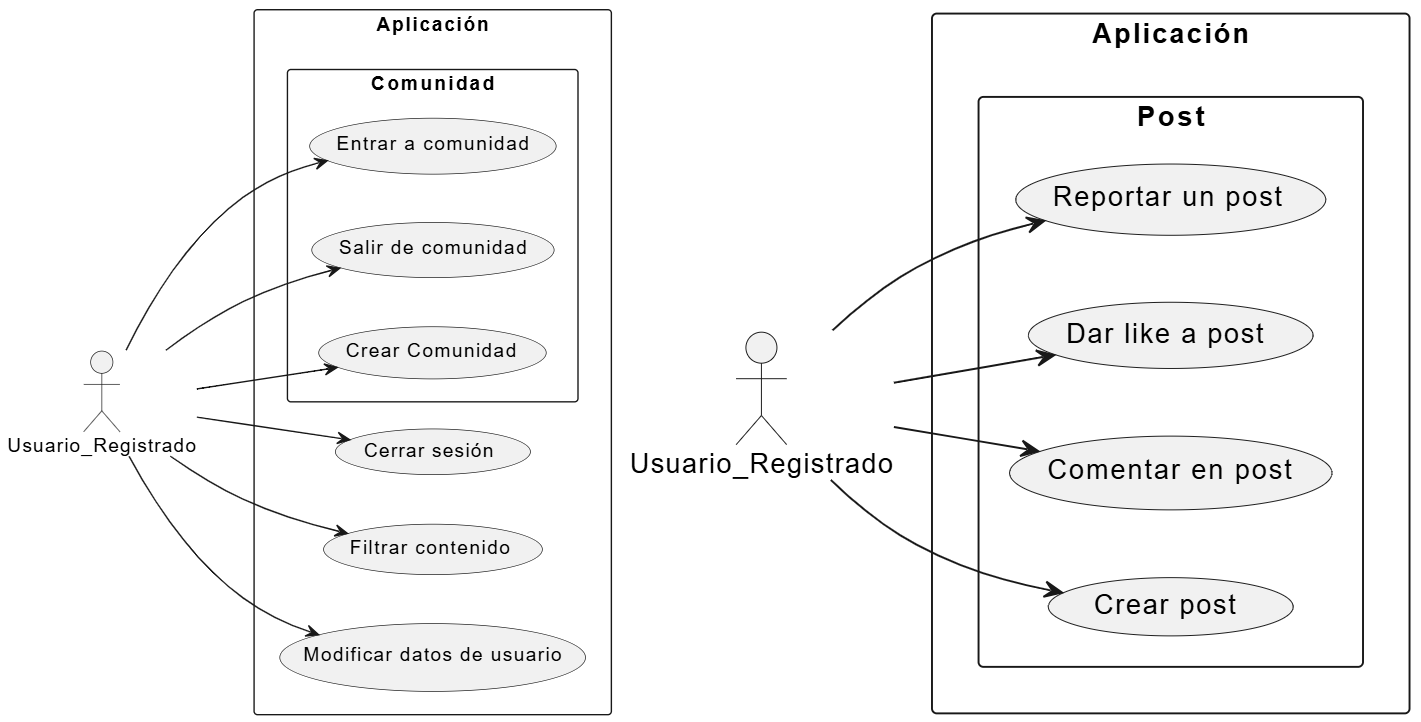 Aplicación
Comunidad
Entrar a comunidad
Salir de comunidad
Crear Comunidad
Usuario_Registrado
Cerrar sesión
Filtrar contenido
Modificar datos de usuario
Aplicación
Post
Reportar un post
Dar like a post
Usuario_Registrado
Comentar en post
Crear post